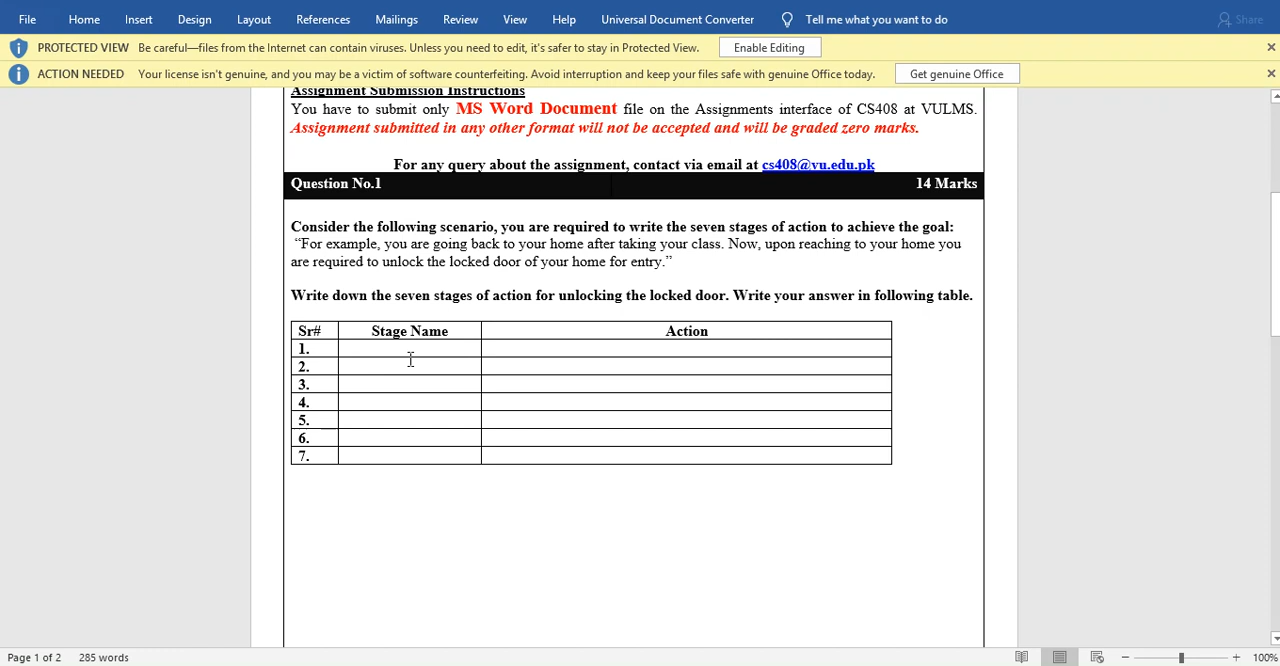 File Home Insert Design Layout References Mailings Review View Help Universal Document Converter Tell me what you want to do Share
PROTECTED VIEW Be careful—files from the Internet can contain viruses. Unless you need to edit, it's safer to stay in Protected View. Enable Editing
ACTION NEEDED Your license isn't genuine, and you may be a victim of software counterfeiting. Avoid interruption and keep your files safe with genuine Office today. Get genuine Office
Assignment Submission Instructions
You have to submit only MS Word Document file on the Assignments interface of CS408 at VULMS.
Assignment submitted in any other format will not be accepted and will be graded zero marks.
For any query about the assignment, contact via email at cs408@vu.edu.pk
Question No.1 14 Marks
Consider the following scenario, you are required to write the seven stages of action to achieve the goal:
“For example, you are going back to your home after taking your class. Now, upon reaching to your home you
are required to unlock the locked door of your home for entry.”
Write down the seven stages of action for unlocking the locked door. Write your answer in following table.
Sr# Stage Name Action
1.
2.
3.
4.
5.
6.
7.
Page 1 of 2 285 words 100%